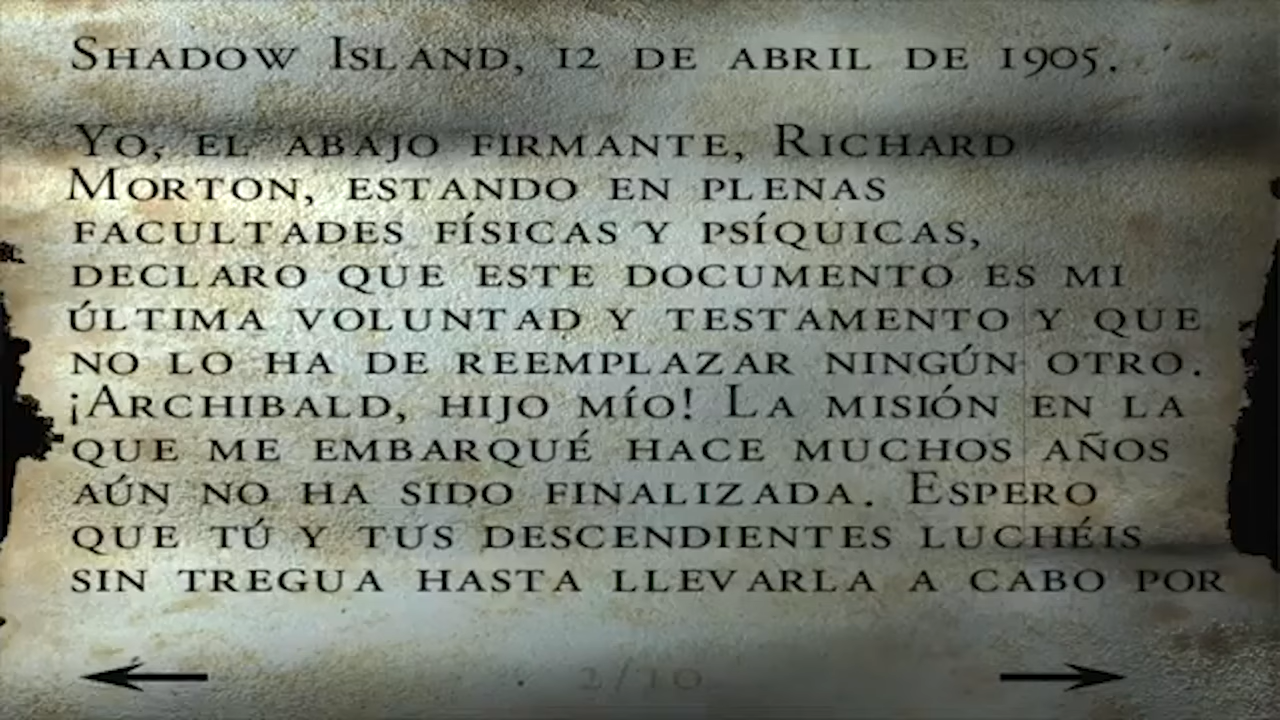 Shadow Island, 12 de abril de 1905.
Yo, el abajo firmante, Richard
Morton, estando en plenas
facultades físicas y psíquicas,
declaro que este documento es mi
última voluntad y testamento y que
no lo ha de reemplazar ningún otro.
¡Archibald, hijo mío! La misión en la
que me embarqué hace muchos años
aún no ha sido finalizada. Espero
que tú y tus descendientes luchéis
sin tregua hasta llevarla a cabo por
2/10